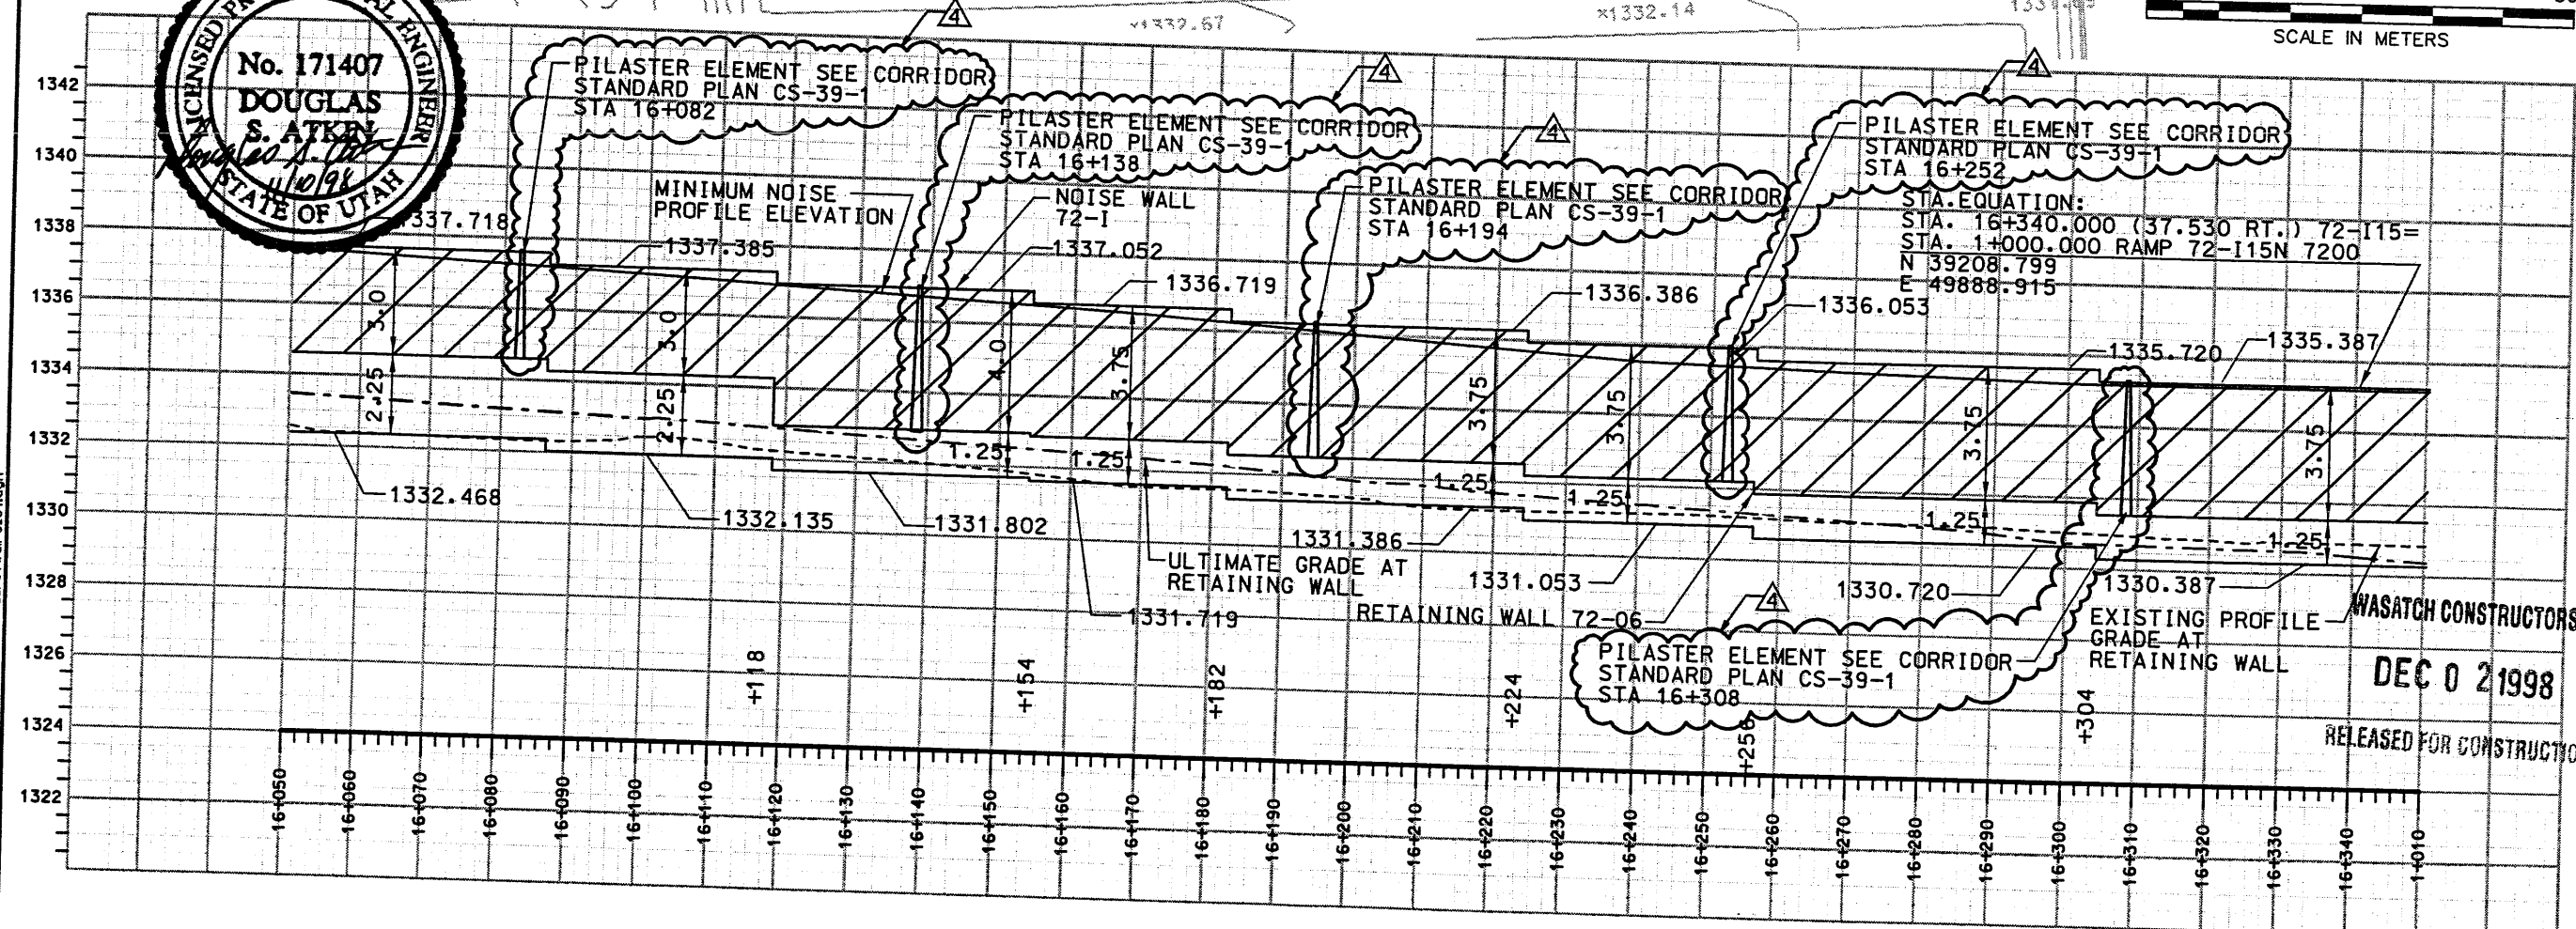 ×1332.14
SCALE IN METERS
LICENSED
ENGINEER
No. 171407
DOUGLAS
S. ATKIN
11/10/98
STATE OF UTAH
4
4
4
4
PILASTER ELEMENT SEE CORRIDOR
STANDARD PLAN CS-39-1
STA 16+082
PILASTER ELEMENT SEE CORRIDOR
STANDARD PLAN CS-39-1
STA 16+138
PILASTER ELEMENT SEE CORRIDOR
STANDARD PLAN CS-39-1
STA 16+194
PILASTER ELEMENT SEE CORRIDOR
STANDARD PLAN CS-39-1
STA 16+252
STA.EQUATION:
STA. 16+340.000 (37.530 RT.) 72-I15=
STA. 1+000.000 RAMP 72-I15N 7200
N 39208.799
E 49888.915
MINIMUM NOISE
PROFILE ELEVATION
NOISE WALL
72-I
1337.718
1337.385
1337.052
1336.719
1336.386
1336.053
1335.720
1335.387
1342
1340
1338
1336
1334
1332
1330
1328
1326
1324
1322
3.0
3.0
4.0
3.75
3.75
3.75
3.75
3.75
2.25
2.25
1.25
1.25
1.25
1.25
1.25
1.25
1332.468
1332.135
1331.802
1331.719
1331.386
1331.053
1330.720
1330.387
ULTIMATE GRADE AT
RETAINING WALL
RETAINING WALL 72-06
4
PILASTER ELEMENT SEE CORRIDOR
STANDARD PLAN CS-39-1
STA 16+308
EXISTING PROFILE
GRADE AT
RETAINING WALL
WASATCH CONSTRUCTORS
DEC 0 2 1998
RELEASED FOR CONSTRUCTIO
+118
+154
+182
+224
+256
+304
16+050
16+060
16+070
16+080
16+090
16+100
16+110
16+120
16+130
16+140
16+150
16+160
16+170
16+180
16+190
16+200
16+210
16+220
16+230
16+240
16+250
16+260
16+270
16+280
16+290
16+300
16+310
16+320
16+330
16+340
1+010